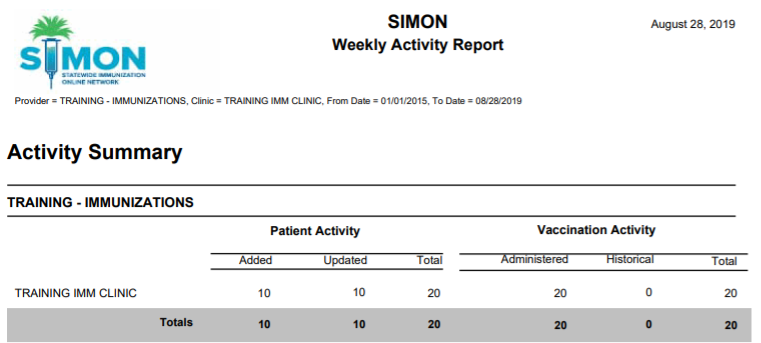 SIMON
STATEWIDE IMMUNIZATION
ONLINE NETWORK
SIMON
Weekly Activity Report
August 28, 2019
Provider = TRAINING - IMMUNIZATIONS, Clinic = TRAINING IMM CLINIC, From Date = 01/01/2015, To Date = 08/28/2019
Activity Summary
TRAINING - IMMUNIZATIONS
Patient Activity Vaccination Activity
Added Updated Total Administered Historical Total
TRAINING IMM CLINIC 10 10 20 20 0 20
Totals 10 10 20 20 0 20